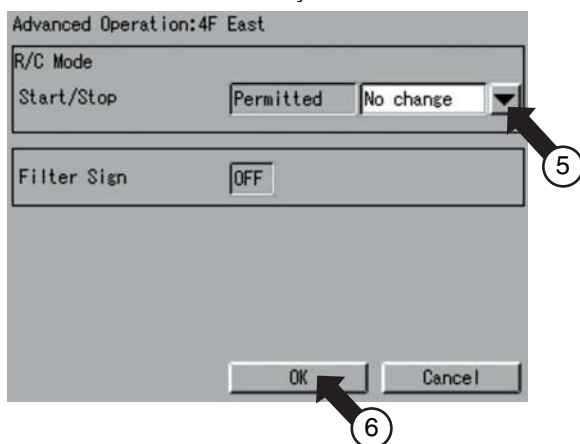 Advanced Operation:4F East
R/C Mode
Start/Stop Permitted No change
5
Filter Sign OFF
OK Cancel
6